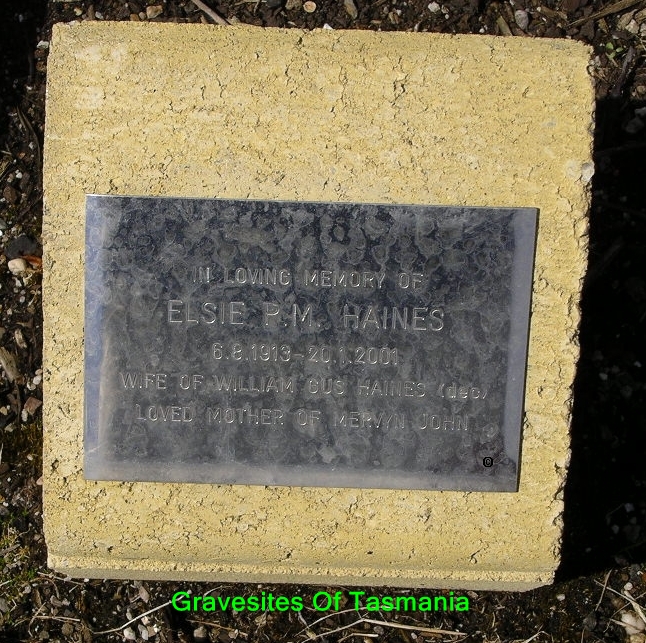 IN LOVING MEMORY OF
ELSIE P.M. HAINES
6.8.1913-20.1.2001
WIFE OF WILLIAM GUS HAINES (dec)
LOVED MOTHER OF MERVYN JOHN
©
Gravesites Of Tasmania